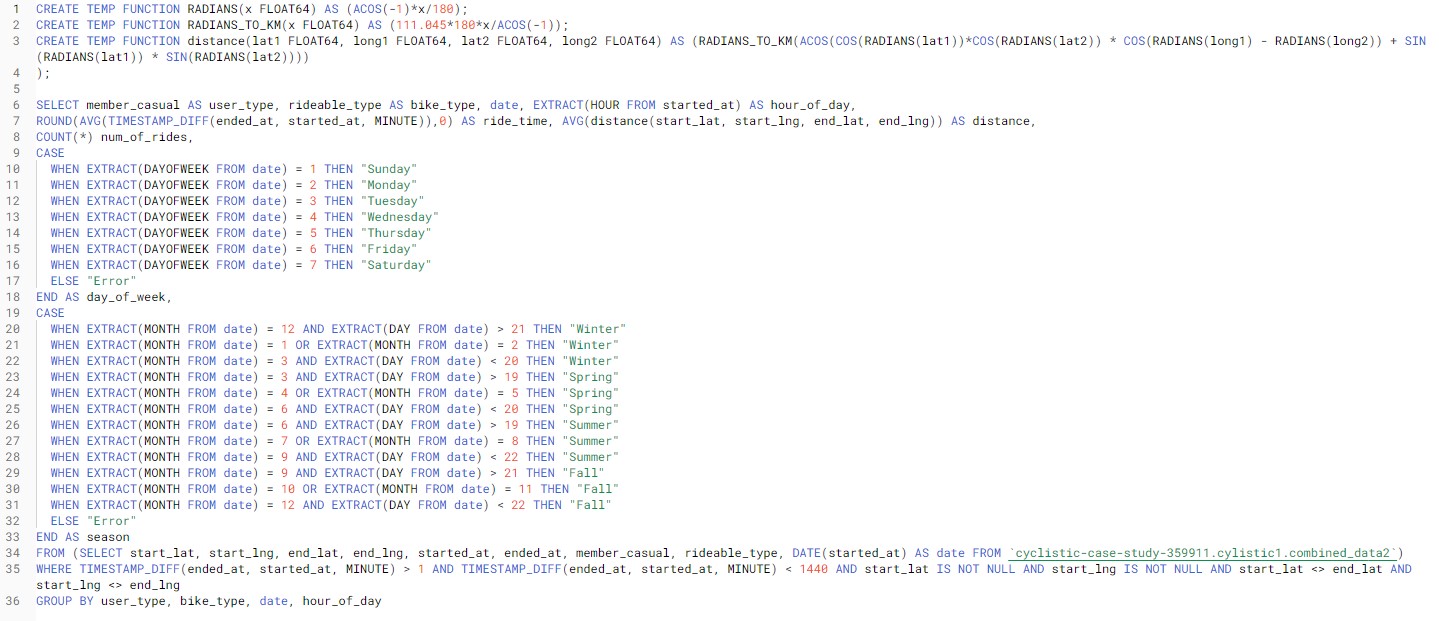 1 CREATE TEMP FUNCTION RADIANS(x FLOAT64) AS (ACOS(-1)*x/180);
2 CREATE TEMP FUNCTION RADIANS_TO_KM(x FLOAT64) AS (111.045*180*x/ACOS(-1));
3 CREATE TEMP FUNCTION distance(lat1 FLOAT64, long1 FLOAT64, lat2 FLOAT64, long2 FLOAT64) AS (RADIANS_TO_KM(ACOS(COS(RADIANS(lat1))*COS(RADIANS(lat2)) * COS(RADIANS(long1) - RADIANS(long2)) + SIN
(RADIANS(lat1)) * SIN(RADIANS(lat2))))
4 );
5
6 SELECT member_casual AS user_type, rideable_type AS bike_type, date, EXTRACT(HOUR FROM started_at) AS hour_of_day,
7 ROUND(AVG(TIMESTAMP_DIFF(ended_at, started_at, MINUTE)),0) AS ride_time, AVG(distance(start_lat, start_lng, end_lat, end_lng)) AS distance,
8 COUNT(*) num_of_rides,
9 CASE
10 WHEN EXTRACT(DAYOFWEEK FROM date) = 1 THEN "Sunday"
11 WHEN EXTRACT(DAYOFWEEK FROM date) = 2 THEN "Monday"
12 WHEN EXTRACT(DAYOFWEEK FROM date) = 3 THEN "Tuesday"
13 WHEN EXTRACT(DAYOFWEEK FROM date) = 4 THEN "Wednesday"
14 WHEN EXTRACT(DAYOFWEEK FROM date) = 5 THEN "Thursday"
15 WHEN EXTRACT(DAYOFWEEK FROM date) = 6 THEN "Friday"
16 WHEN EXTRACT(DAYOFWEEK FROM date) = 7 THEN "Saturday"
17 ELSE "Error"
18 END AS day_of_week,
19 CASE
20 WHEN EXTRACT(MONTH FROM date) = 12 AND EXTRACT(DAY FROM date) > 21 THEN "Winter"
21 WHEN EXTRACT(MONTH FROM date) = 1 OR EXTRACT(MONTH FROM date) = 2 THEN "Winter"
22 WHEN EXTRACT(MONTH FROM date) = 3 AND EXTRACT(DAY FROM date) < 20 THEN "Winter"
23 WHEN EXTRACT(MONTH FROM date) = 3 AND EXTRACT(DAY FROM date) > 19 THEN "Spring"
24 WHEN EXTRACT(MONTH FROM date) = 4 OR EXTRACT(MONTH FROM date) = 5 THEN "Spring"
25 WHEN EXTRACT(MONTH FROM date) = 6 AND EXTRACT(DAY FROM date) < 20 THEN "Spring"
26 WHEN EXTRACT(MONTH FROM date) = 6 AND EXTRACT(DAY FROM date) > 19 THEN "Summer"
27 WHEN EXTRACT(MONTH FROM date) = 7 OR EXTRACT(MONTH FROM date) = 8 THEN "Summer"
28 WHEN EXTRACT(MONTH FROM date) = 9 AND EXTRACT(DAY FROM date) < 22 THEN "Summer"
29 WHEN EXTRACT(MONTH FROM date) = 9 AND EXTRACT(DAY FROM date) > 21 THEN "Fall"
30 WHEN EXTRACT(MONTH FROM date) = 10 OR EXTRACT(MONTH FROM date) = 11 THEN "Fall"
31 WHEN EXTRACT(MONTH FROM date) = 12 AND EXTRACT(DAY FROM date) < 22 THEN "Fall"
32 ELSE "Error"
33 END AS season
34 FROM (SELECT start_lat, start_lng, end_lat, end_lng, started_at, ended_at, member_casual, rideable_type, DATE(started_at) AS date FROM `cyclistic-case-study-359911.cylistic1.combined_data2`)
35 WHERE TIMESTAMP_DIFF(ended_at, started_at, MINUTE) > 1 AND TIMESTAMP_DIFF(ended_at, started_at, MINUTE) < 1440 AND start_lat IS NOT NULL AND start_lng IS NOT NULL AND start_lat <> end_lat AND
start_lng <> end_lng
36 GROUP BY user_type, bike_type, date, hour_of_day